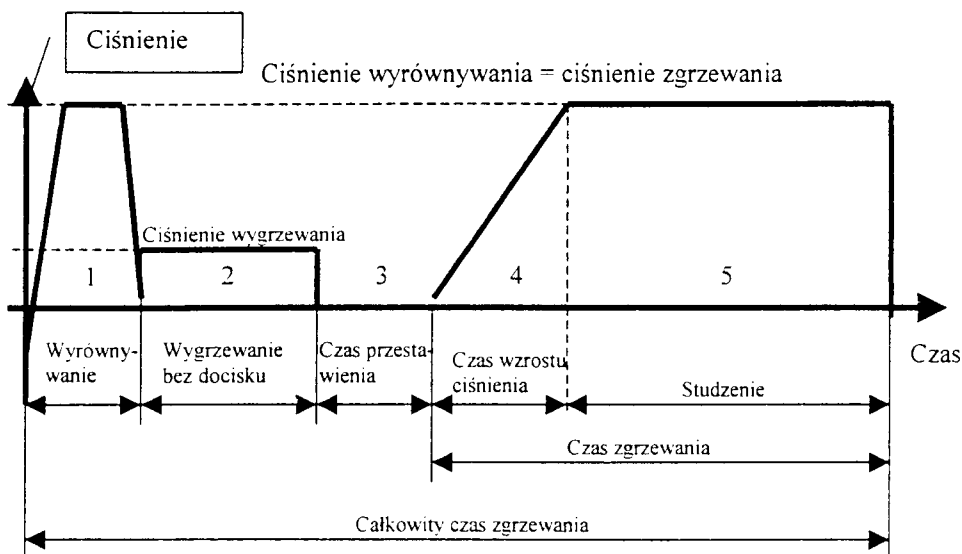 Ciśnienie
Ciśnienie wyrównywania = ciśnienie zgrzewania
Ciśnienie wygrzewania
1
2
3
4
5
Czas
Wyrówny-
wanie
Wygrzewanie
bez docisku
Czas przesta-
wienia
Czas wzrostu
ciśnienia
Studzenie
Czas zgrzewania
Całkowity czas zgrzewania